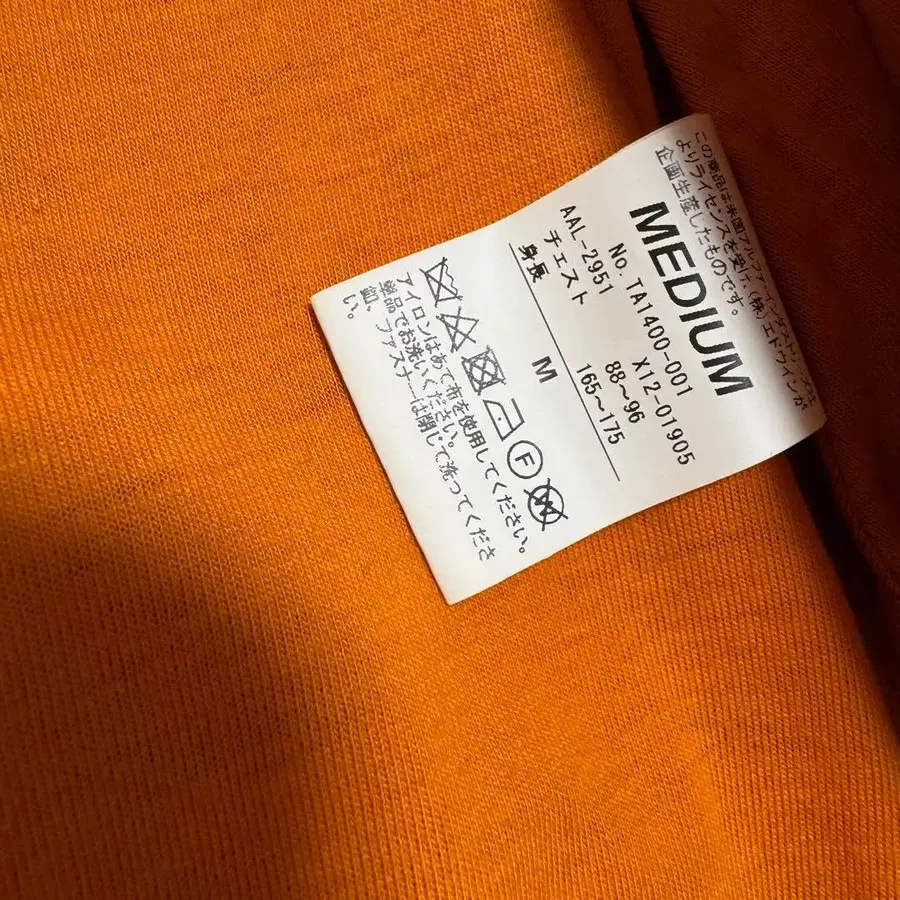 この商品は米国アルファインダストリーズ社
よりライセンスを受け、(株)エドウインが
企画生産したものです。
MEDIUM
No. TA1400-001
AAL-2951 X12-01905
チェスト 88~96
身長 165~175
M
F
W
アイロンはあて布を使用してください。
単品でお洗いください。
尚、ファスナーは閉じて洗ってくださ
い。